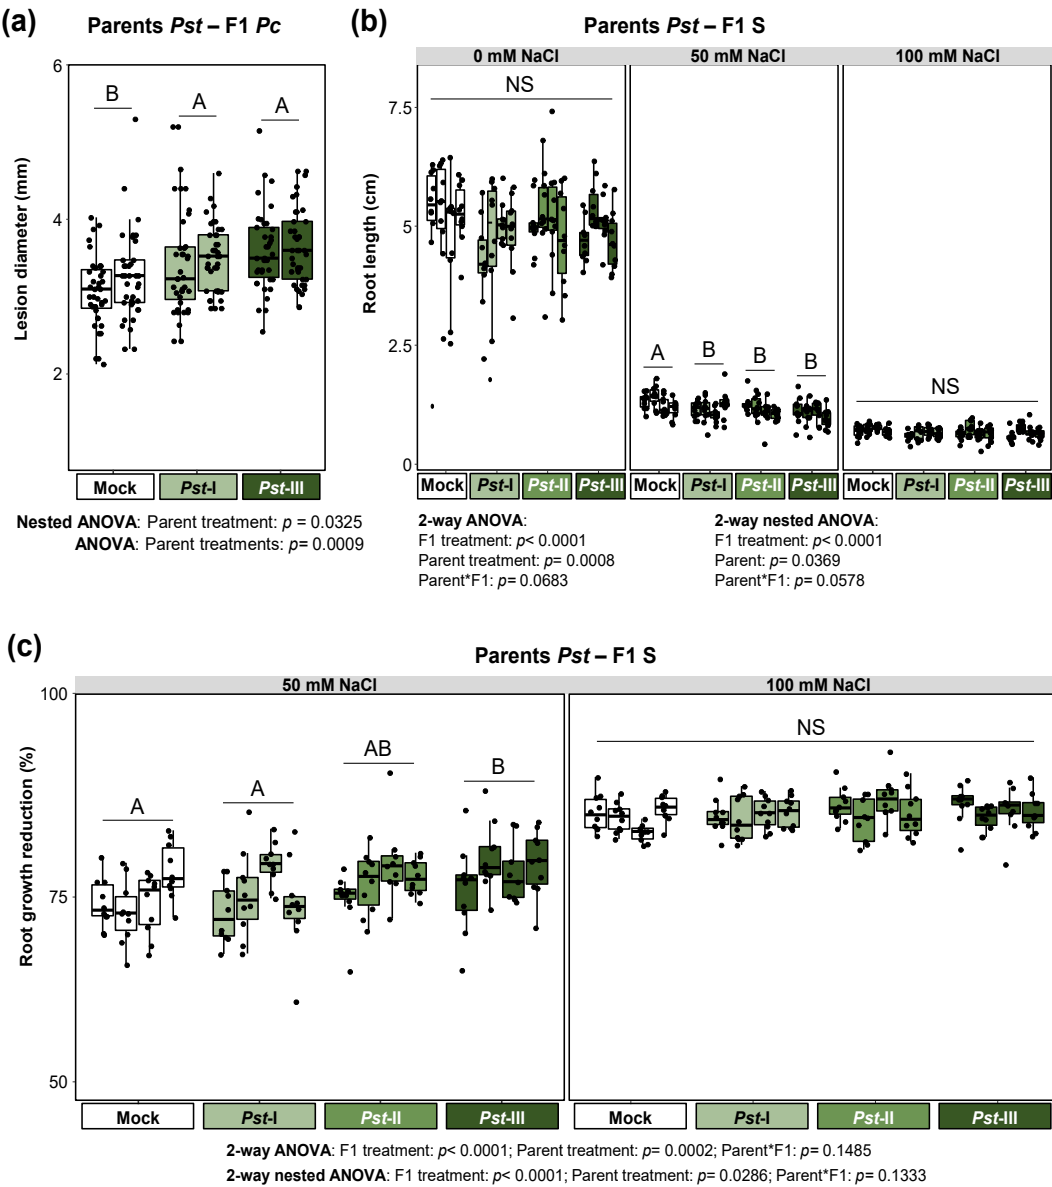 (a)
Parents Pst – F1 Pc
6
4
2
Lesion diameter (mm)
B
A
A
Mock
Pst-I
Pst-III
Nested ANOVA: Parent treatment: p = 0.0325
ANOVA: Parent treatments: p= 0.0009
(b)
Parents Pst – F1 S
0 mM NaCl
50 mM NaCl
100 mM NaCl
7.5
5
2.5
0
Root length (cm)
NS
A
B
B
B
NS
Mock
Pst-I
Pst-II
Pst-III
Mock
Pst-I
Pst-II
Pst-III
Mock
Pst-I
Pst-II
Pst-III
2-way ANOVA:
F1 treatment: p< 0.0001
Parent treatment: p= 0.0008
Parent*F1: p= 0.0683
2-way nested ANOVA:
F1 treatment: p< 0.0001
Parent: p= 0.0369
Parent*F1: p= 0.0578
(c)
Parents Pst – F1 S
50 mM NaCl
100 mM NaCl
100
75
50
Root growth reduction (%)
A
A
AB
B
NS
Mock
Pst-I
Pst-II
Pst-III
Mock
Pst-I
Pst-II
Pst-III
2-way ANOVA: F1 treatment: p< 0.0001; Parent treatment: p= 0.0002; Parent*F1: p= 0.1485
2-way nested ANOVA: F1 treatment: p< 0.0001; Parent treatment: p= 0.0286; Parent*F1: p= 0.1333